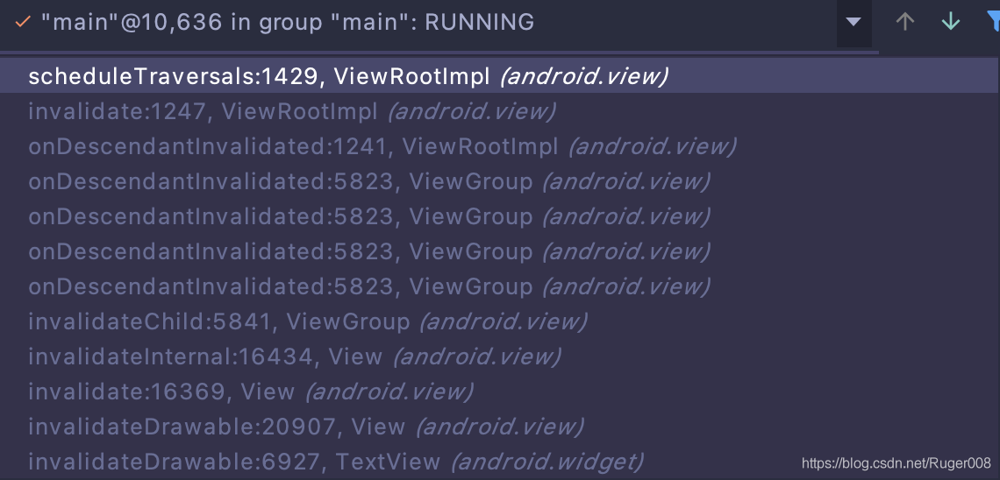 "main"@10,636 in group "main": RUNNING
scheduleTraversals:1429, ViewRootImpl (android.view)
invalidate:1247, ViewRootImpl (android.view)
onDescendantInvalidated:1241, ViewRootImpl (android.view)
onDescendantInvalidated:5823, ViewGroup (android.view)
onDescendantInvalidated:5823, ViewGroup (android.view)
onDescendantInvalidated:5823, ViewGroup (android.view)
onDescendantInvalidated:5823, ViewGroup (android.view)
invalidateChild:5841, ViewGroup (android.view)
invalidateInternal:16434, View (android.view)
invalidate:16369, View (android.view)
invalidateDrawable:20907, View (android.view)
invalidateDrawable:6927, TextView (android.widget)
https://blog.csdn.net/Ruger008